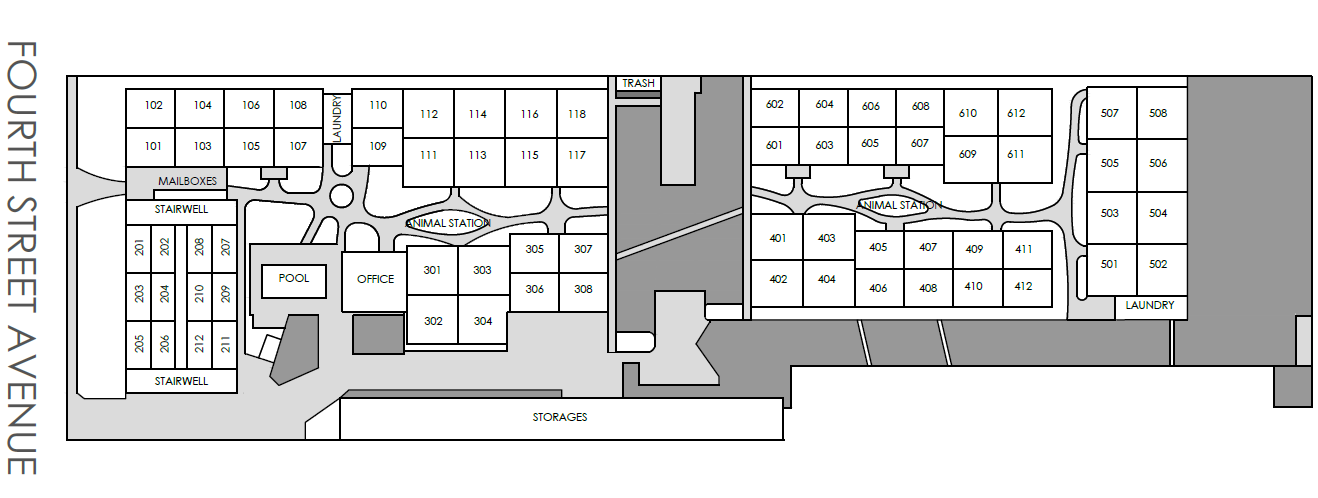 FOURTH STREET AVENUE
TRASH
102 104 106 108 LAUNDRY 110 112 114 116 118
101 103 105 107 109 111 113 115 117
602 604 606 608 610 612
601 603 605 607 609 611
507 508
505 506
503 504
501 502
LAUNDRY
MAILBOXES
STAIRWELL
ANIMAL STATION
ANIMAL STATION
201 202 208 207
203 204 210 209
205 206 212 211
STAIRWELL
POOL
OFFICE
301 303
302 304
305 307
306 308
401 403
402 404
405 407 409 411
406 408 410 412
STORAGES